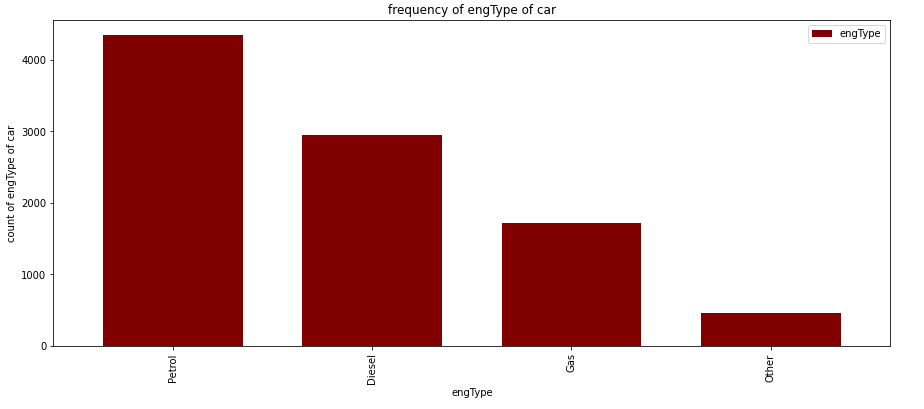 frequency of engType of car
engType
count of engType of car
4000
3000
2000
1000
0
Petrol
Diesel
Gas
Other
engType